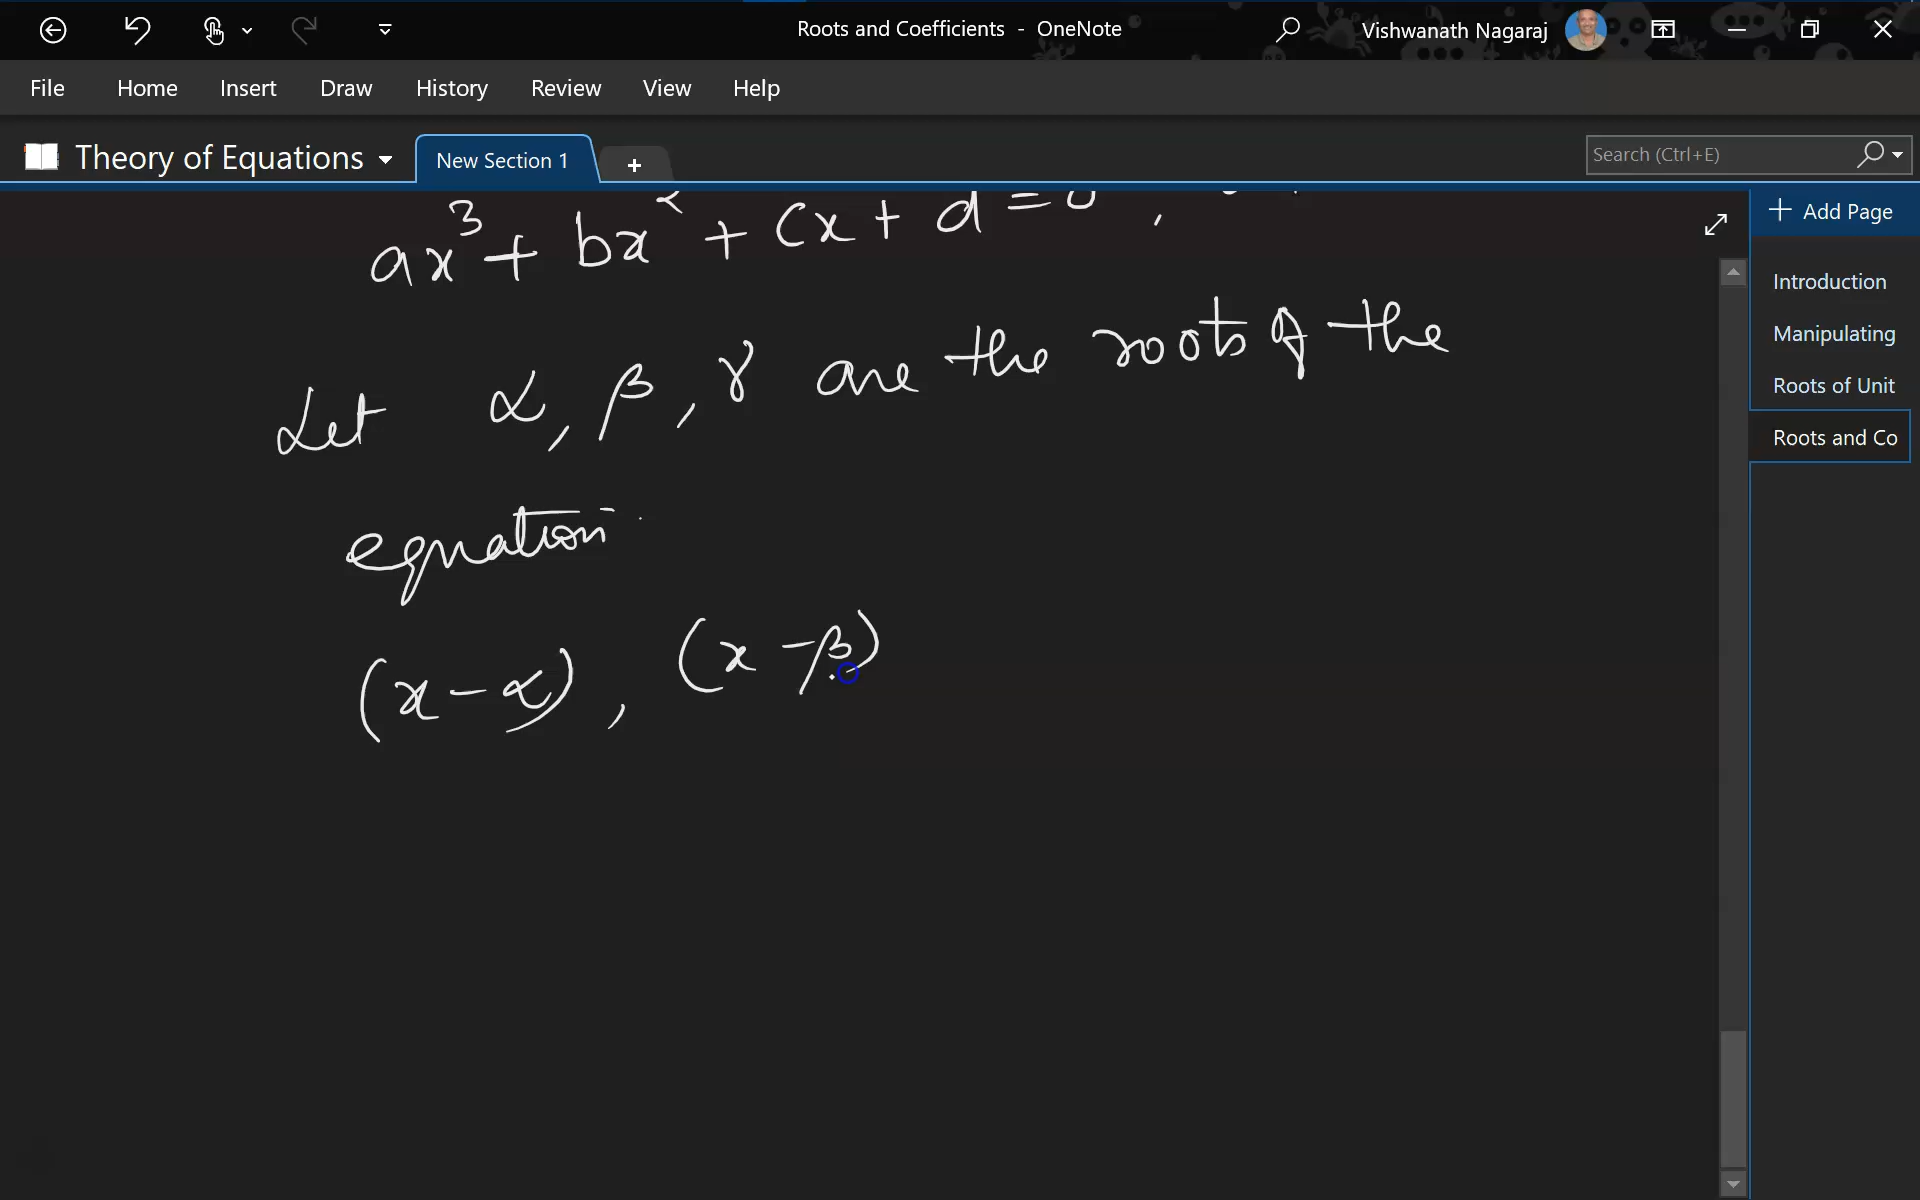 Roots and Coefficients - OneNote
Vishwanath Nagaraj
File Home Insert Draw History Review View Help
Theory of Equations
New Section 1
+
Search (Ctrl+E)
+ Add Page
Introduction
Manipulating
Roots of Unit
Roots and Co
ax³ + bx² + cx + d = 0 ,
Let α, β, γ are the roots of the
equation
(x - α) , (x - β)